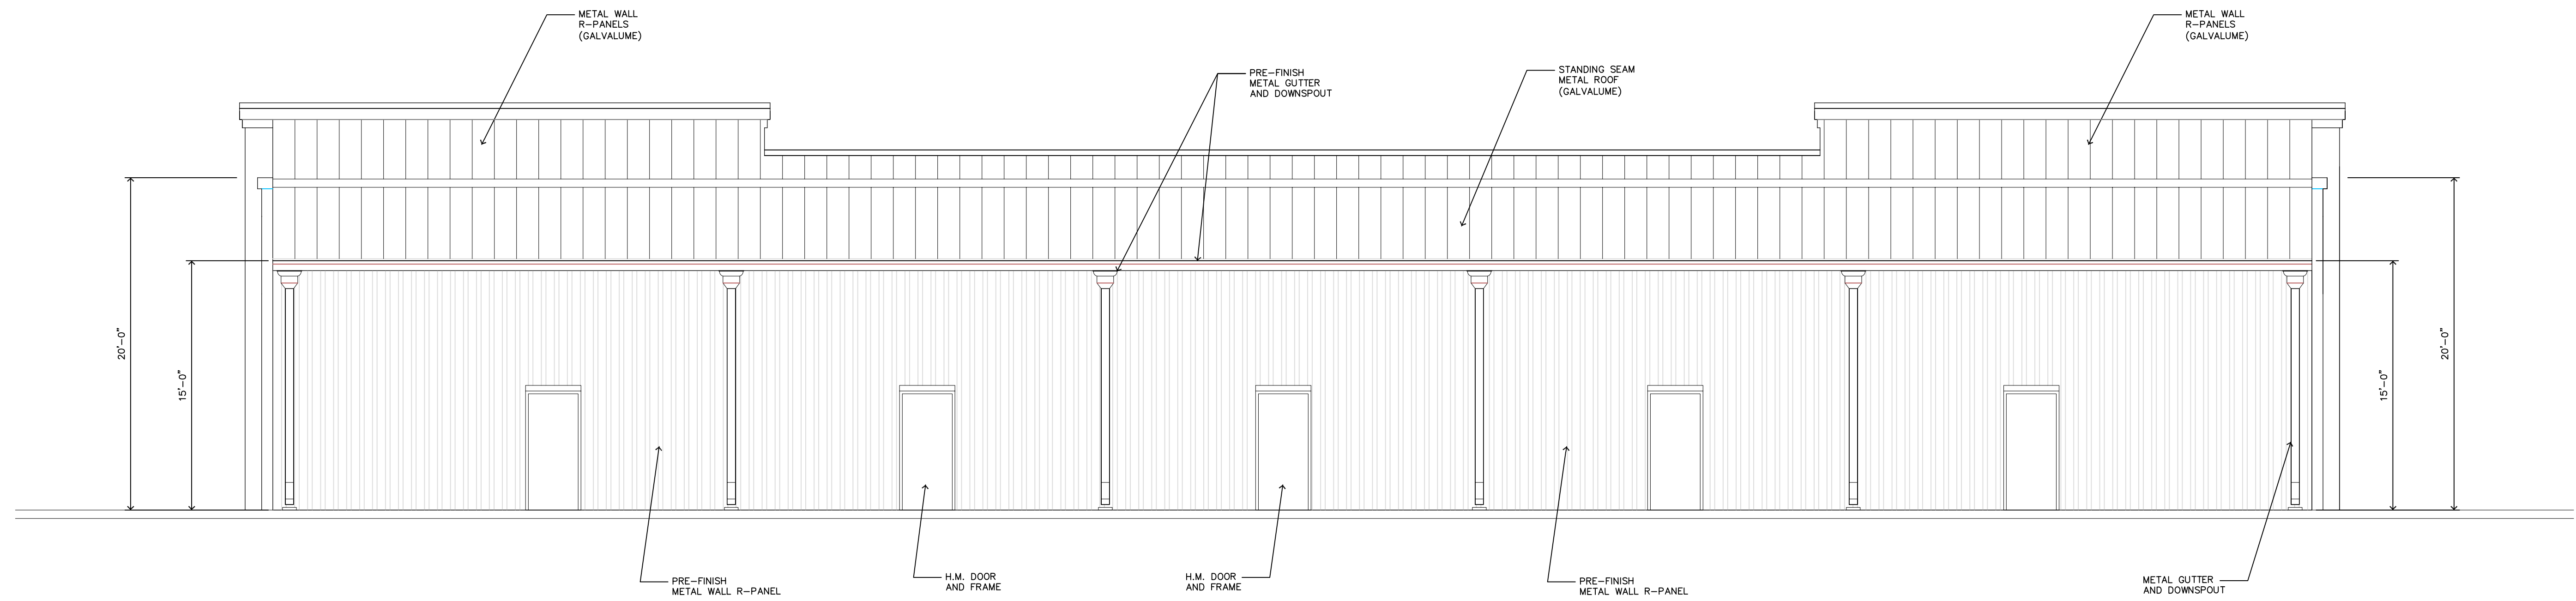 METAL WALL
R-PANELS
(GALVALUME)
PRE-FINISH
METAL GUTTER
AND DOWNSPOUT
STANDING SEAM
METAL ROOF
(GALVALUME)
METAL WALL
R-PANELS
(GALVALUME)
20'-0"
15'-0"
15'-0"
20'-0"
PRE-FINISH
METAL WALL R-PANEL
H.M. DOOR
AND FRAME
H.M. DOOR
AND FRAME
PRE-FINISH
METAL WALL R-PANEL
METAL GUTTER
AND DOWNSPOUT